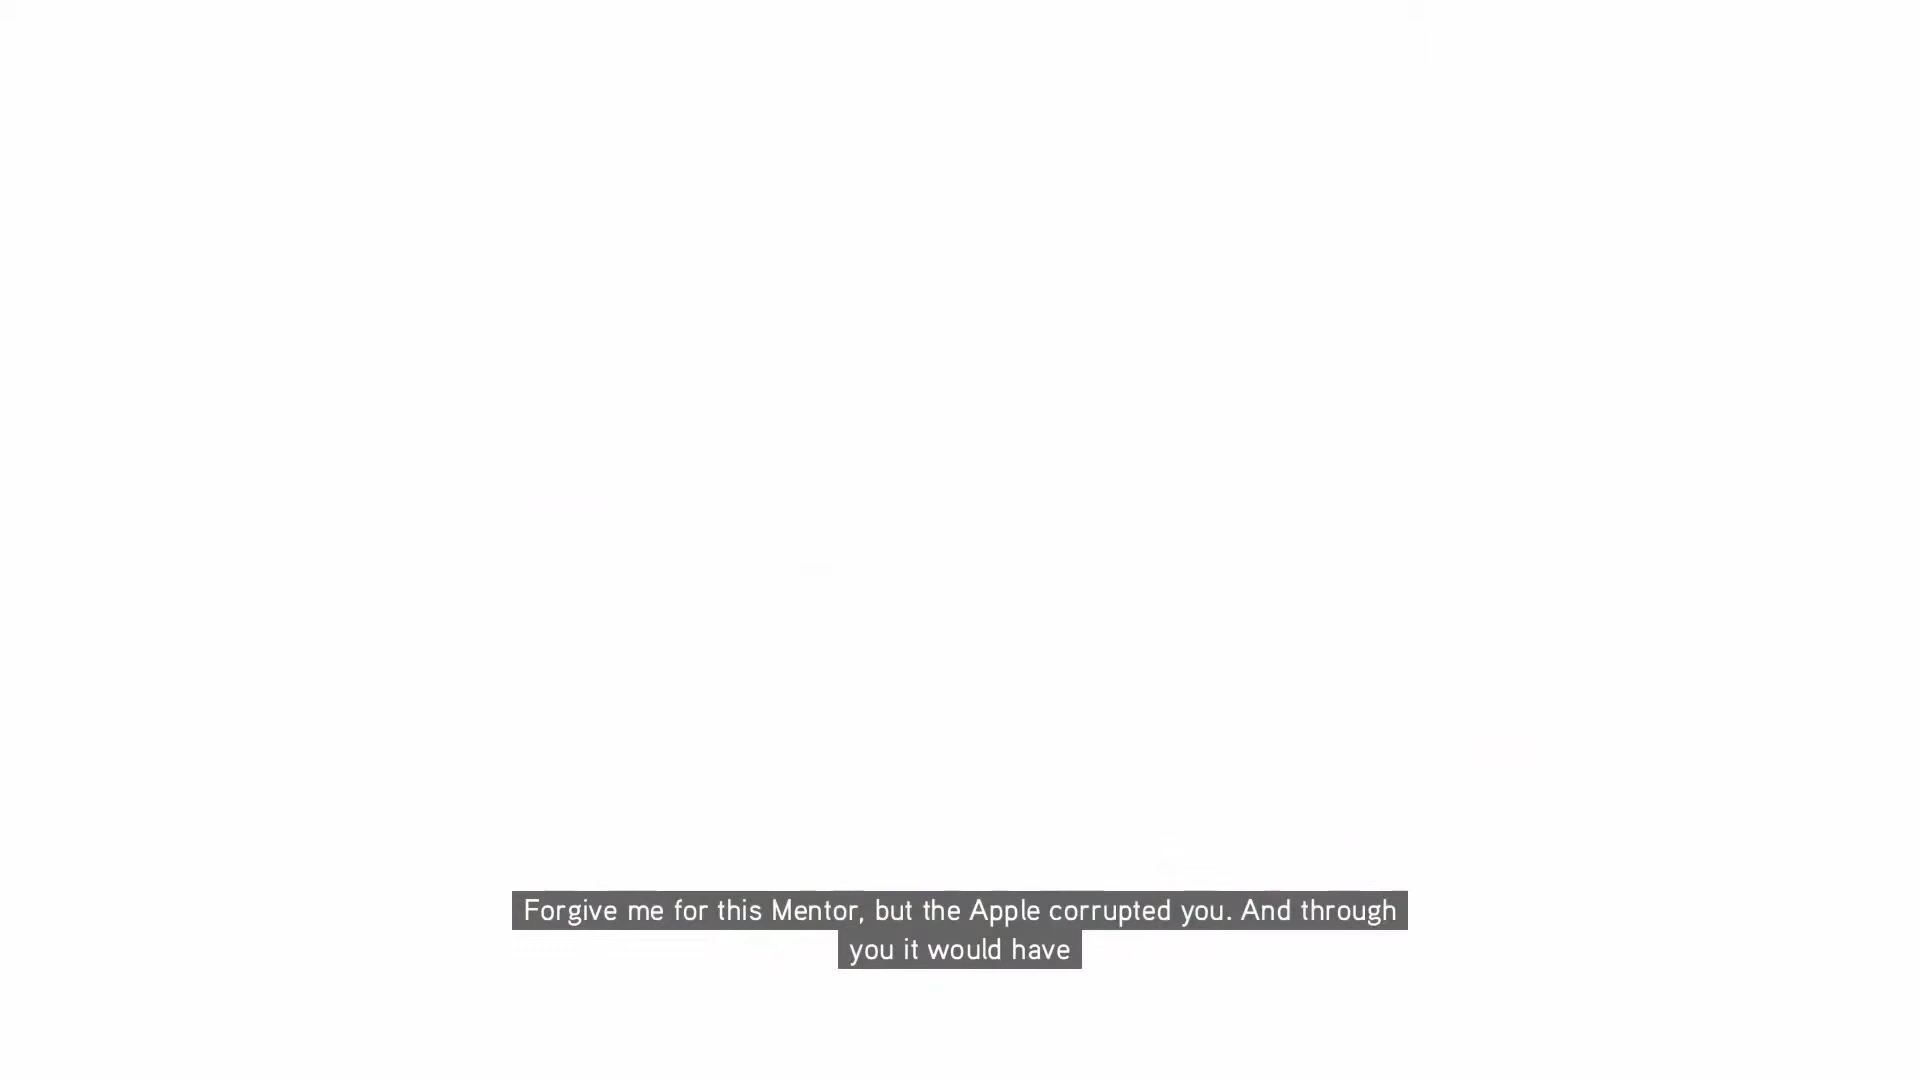 Forgive me for this Mentor, but the Apple corrupted you. And through
you it would have